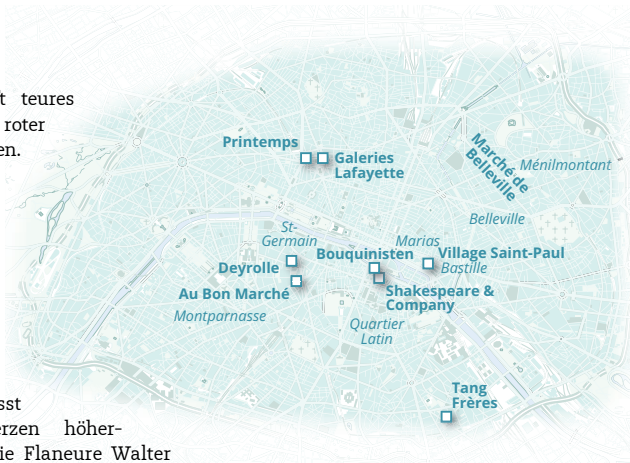 t teures
roter
en.
Printemps
Galeries
Lafayette
Marché de
Belleville
Ménilmontant
Belleville
St-
Germain
Marias
Bouquinisten
Village Saint-Paul
Deyrolle
Bastille
Au Bon Marché
Shakespeare &
Company
Montparnasse
Quartier
Latin
Tang
Frères
sst
rzen höher-
ie Flaneure Walter